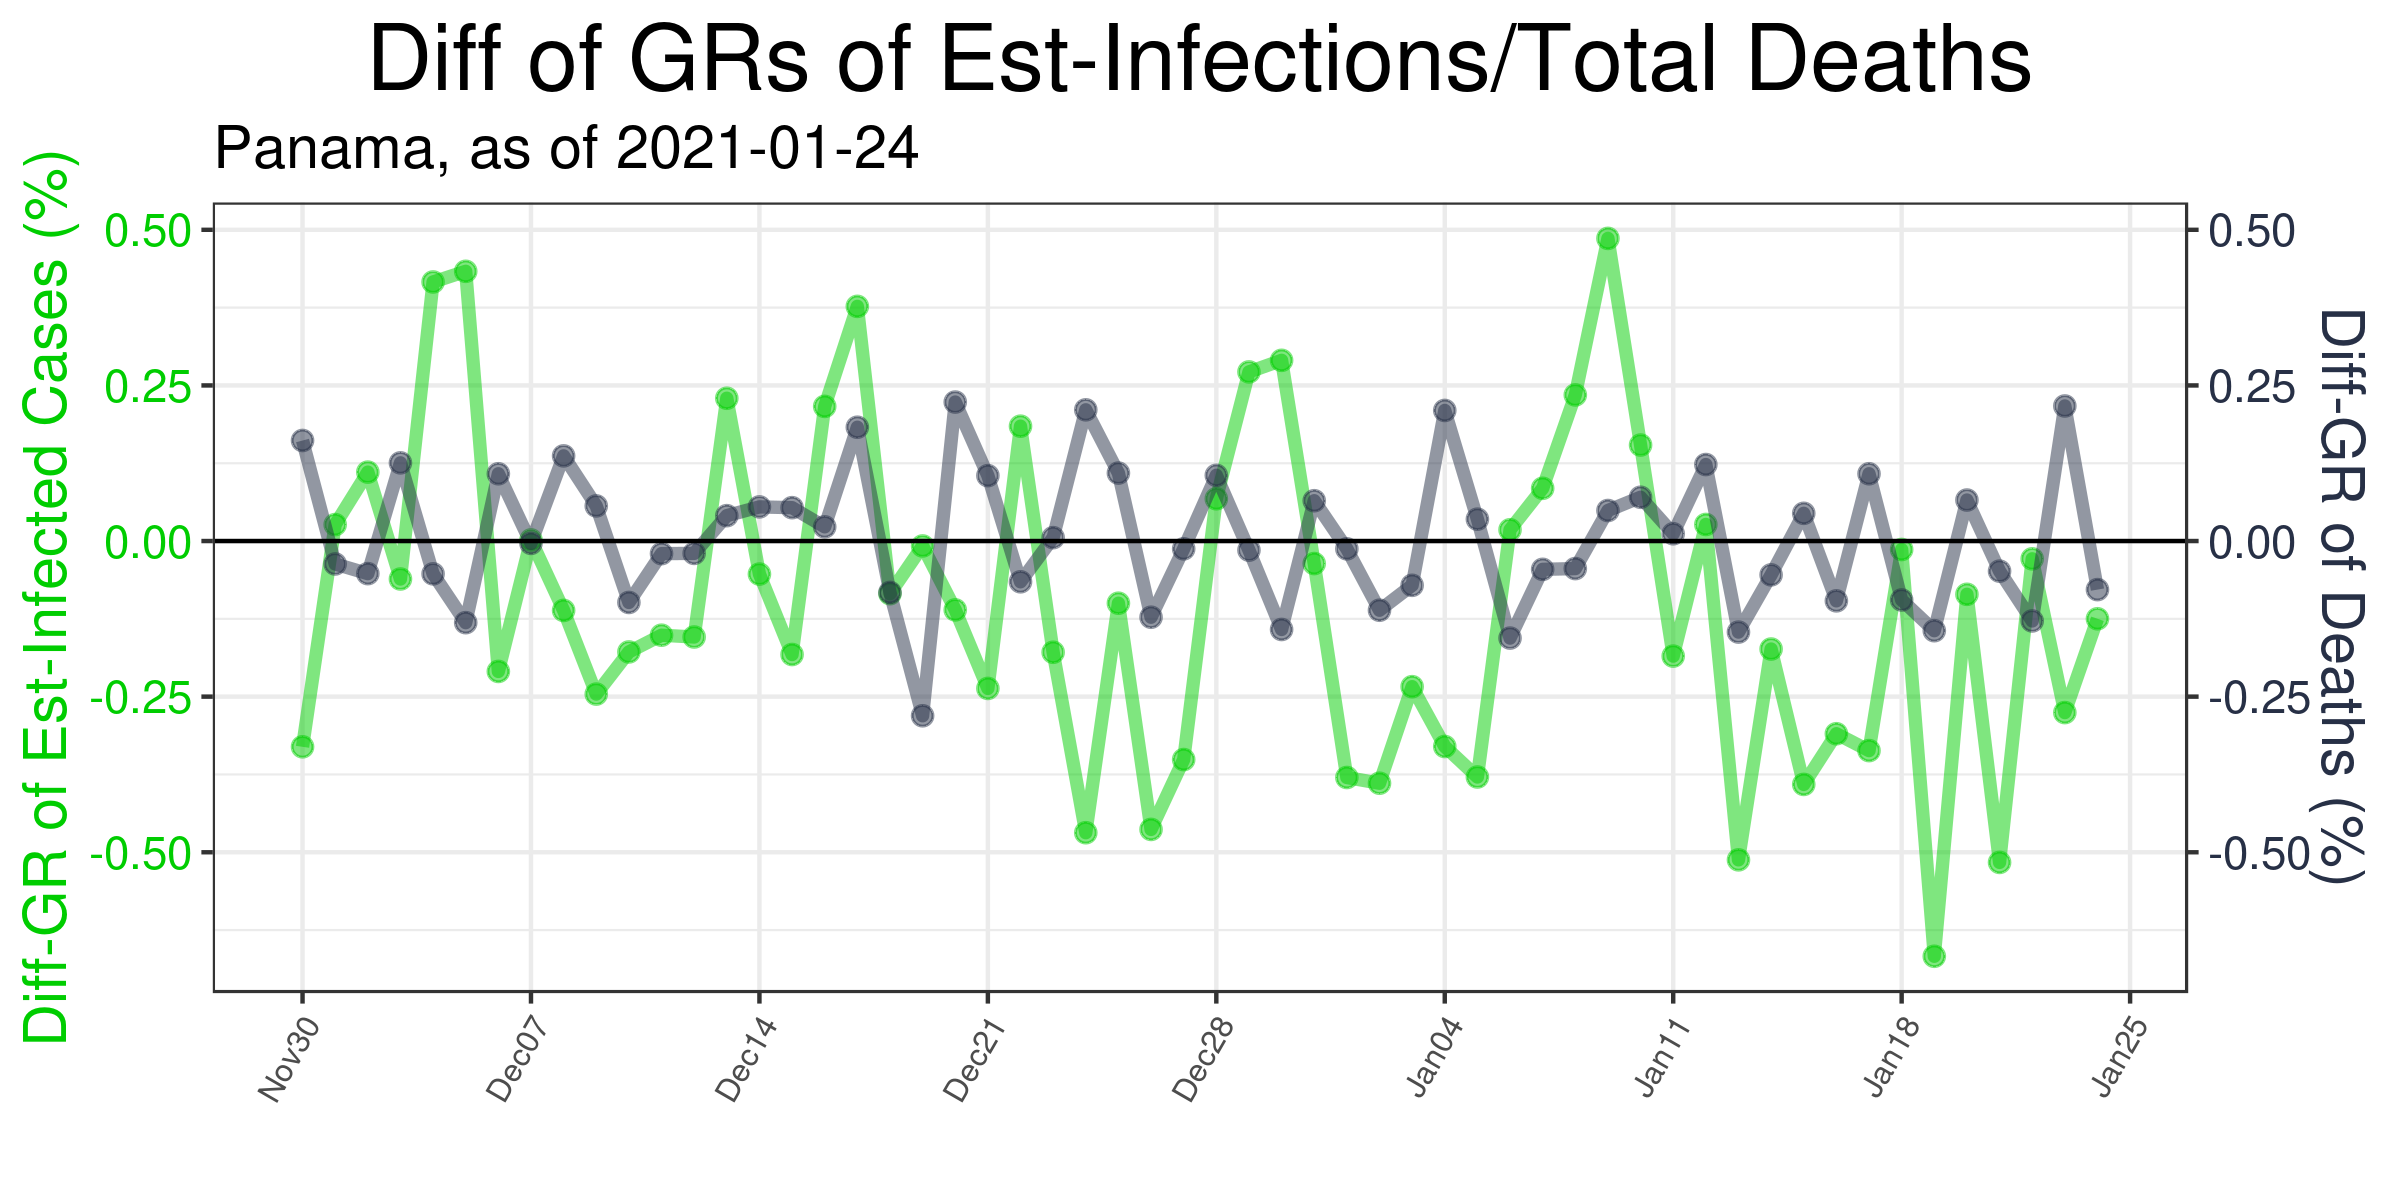 Diff of GRs of Est-Infections/Total Deaths
Panama, as of 2021-01-24
Diff-GR of Est-Infected Cases (%)
0.50
0.25
0.00
-0.25
-0.50
0.50
0.25
0.00
-0.25
-0.50
Diff-GR of Deaths (%)
Nov30
Dec07
Dec14
Dec21
Dec28
Jan04
Jan11
Jan18
Jan25